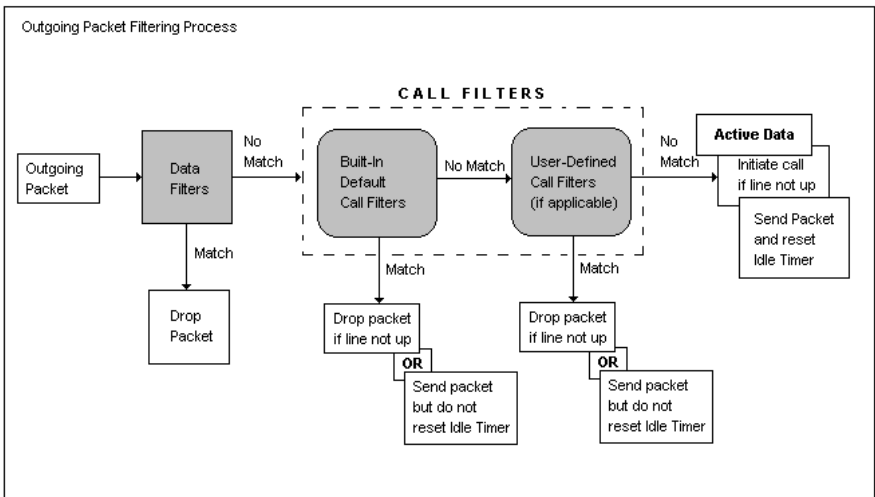 Outgoing Packet Filtering Process
CALL FILTERS
Outgoing
Packet
Data
Filters
No
Match
Built-In
Default
Call Filters
No Match
User-Defined
Call Filters
(if applicable)
No
Match
Active Data
Initiate call
if line not up
Send Packet
and reset
Idle Timer
Match
Drop
Packet
Match
Drop packet
if line not up
OR
Send packet
but do not
reset Idle Timer
Match
Drop packet
if line not up
OR
Send packet
but do not
reset Idle Timer